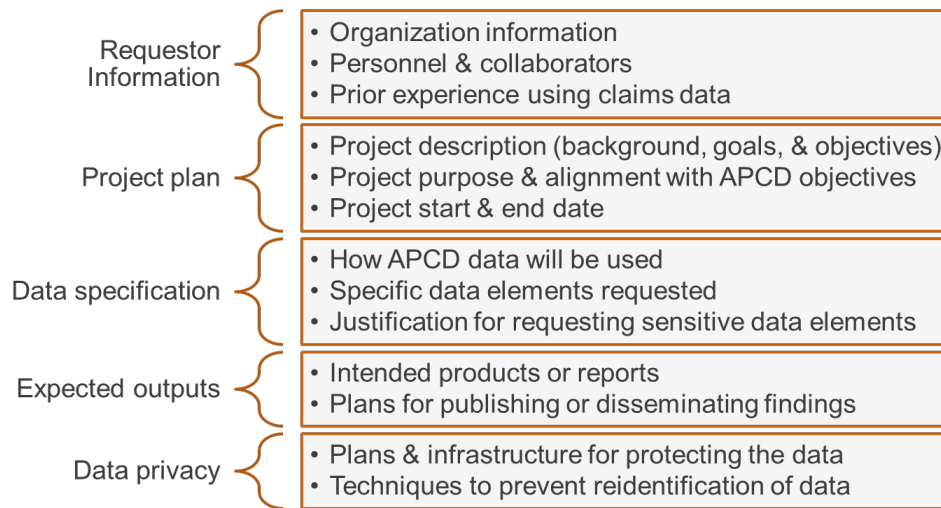 Requestor
Information
• Organization information
• Personnel & collaborators
• Prior experience using claims data
Project plan
• Project description (background, goals, & objectives)
• Project purpose & alignment with APCD objectives
• Project start & end date
Data specification
• How APCD data will be used
• Specific data elements requested
• Justification for requesting sensitive data elements
Expected outputs
• Intended products or reports
• Plans for publishing or disseminating findings
Data privacy
• Plans & infrastructure for protecting the data
• Techniques to prevent reidentification of data